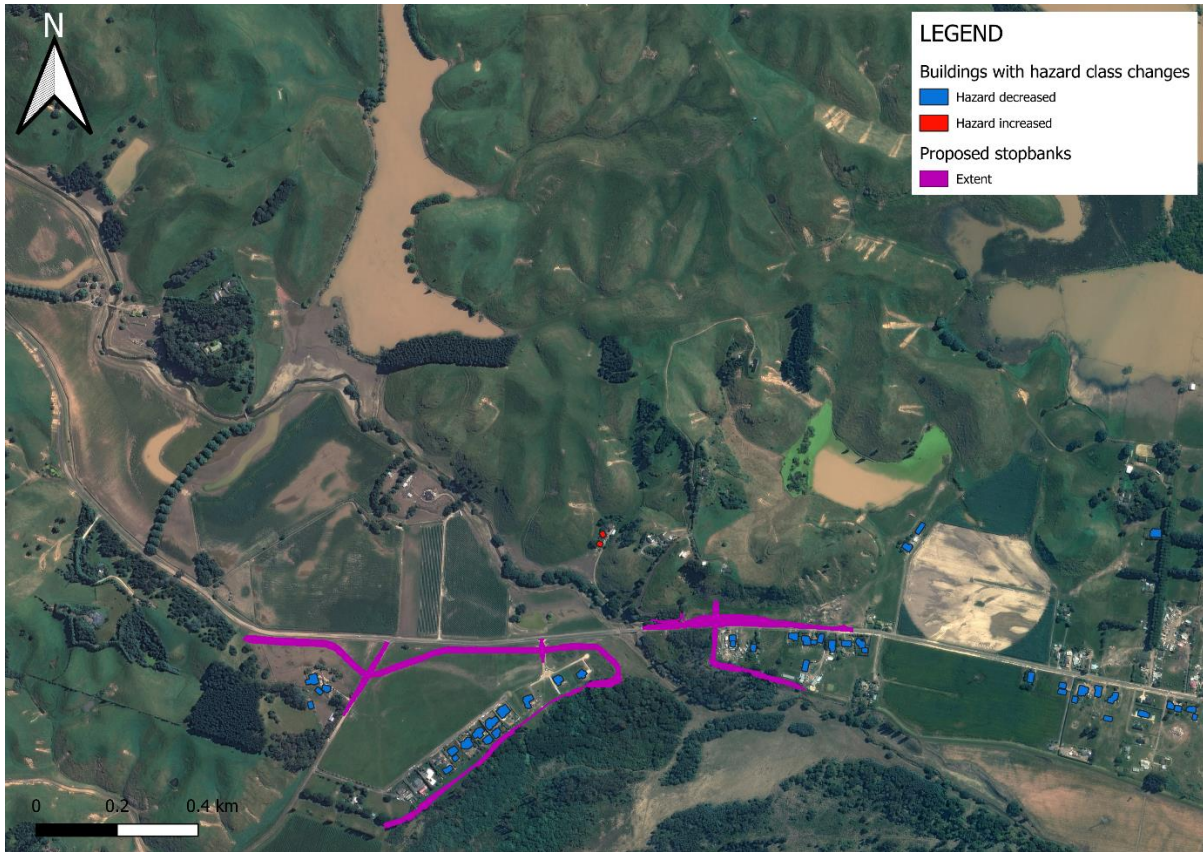 N
LEGEND
Buildings with hazard class changes
Hazard decreased
Hazard increased
Proposed stopbanks
Extent
0 0.2 0.4 km